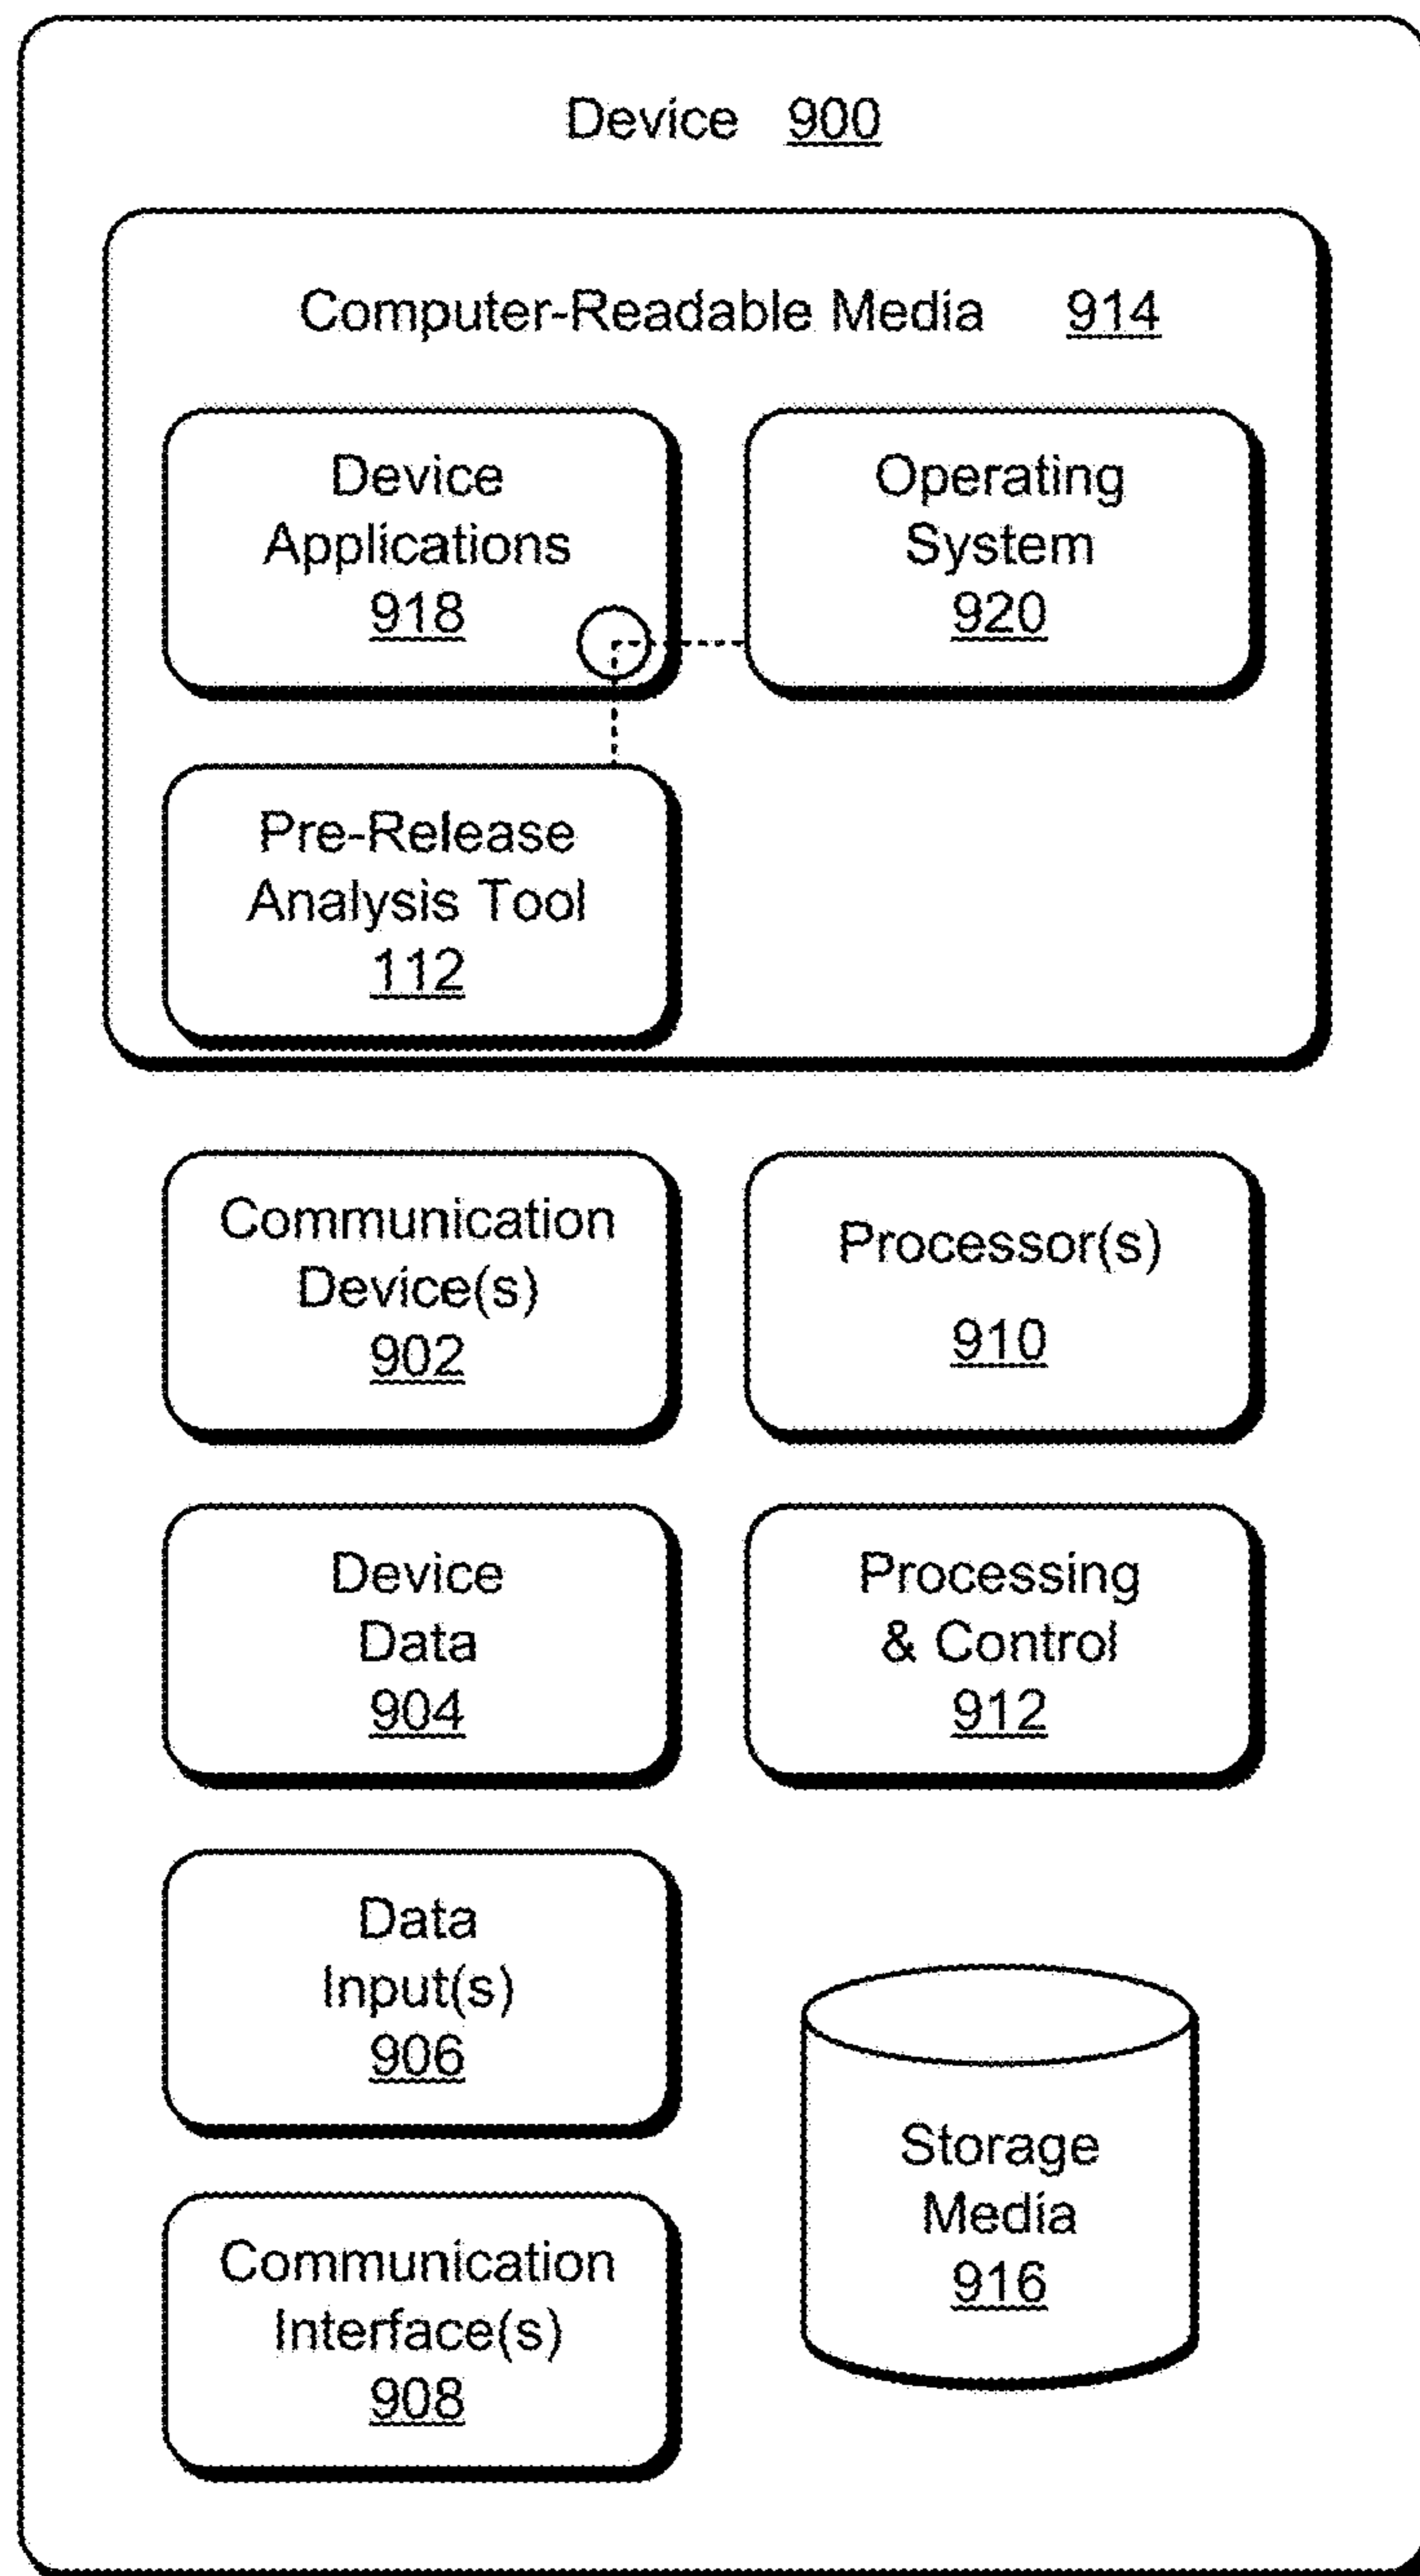 Device 900
Computer-Readable Media 914
Device
Applications
918
Operating
System
920
Pre-Release
Analysis Tool
112
Communication
Device(s)
902
Processor(s)
910
Device
Data
904
Processing
& Control
912
Data
Input(s)
906
Storage
Media
916
Communication
Interface(s)
908